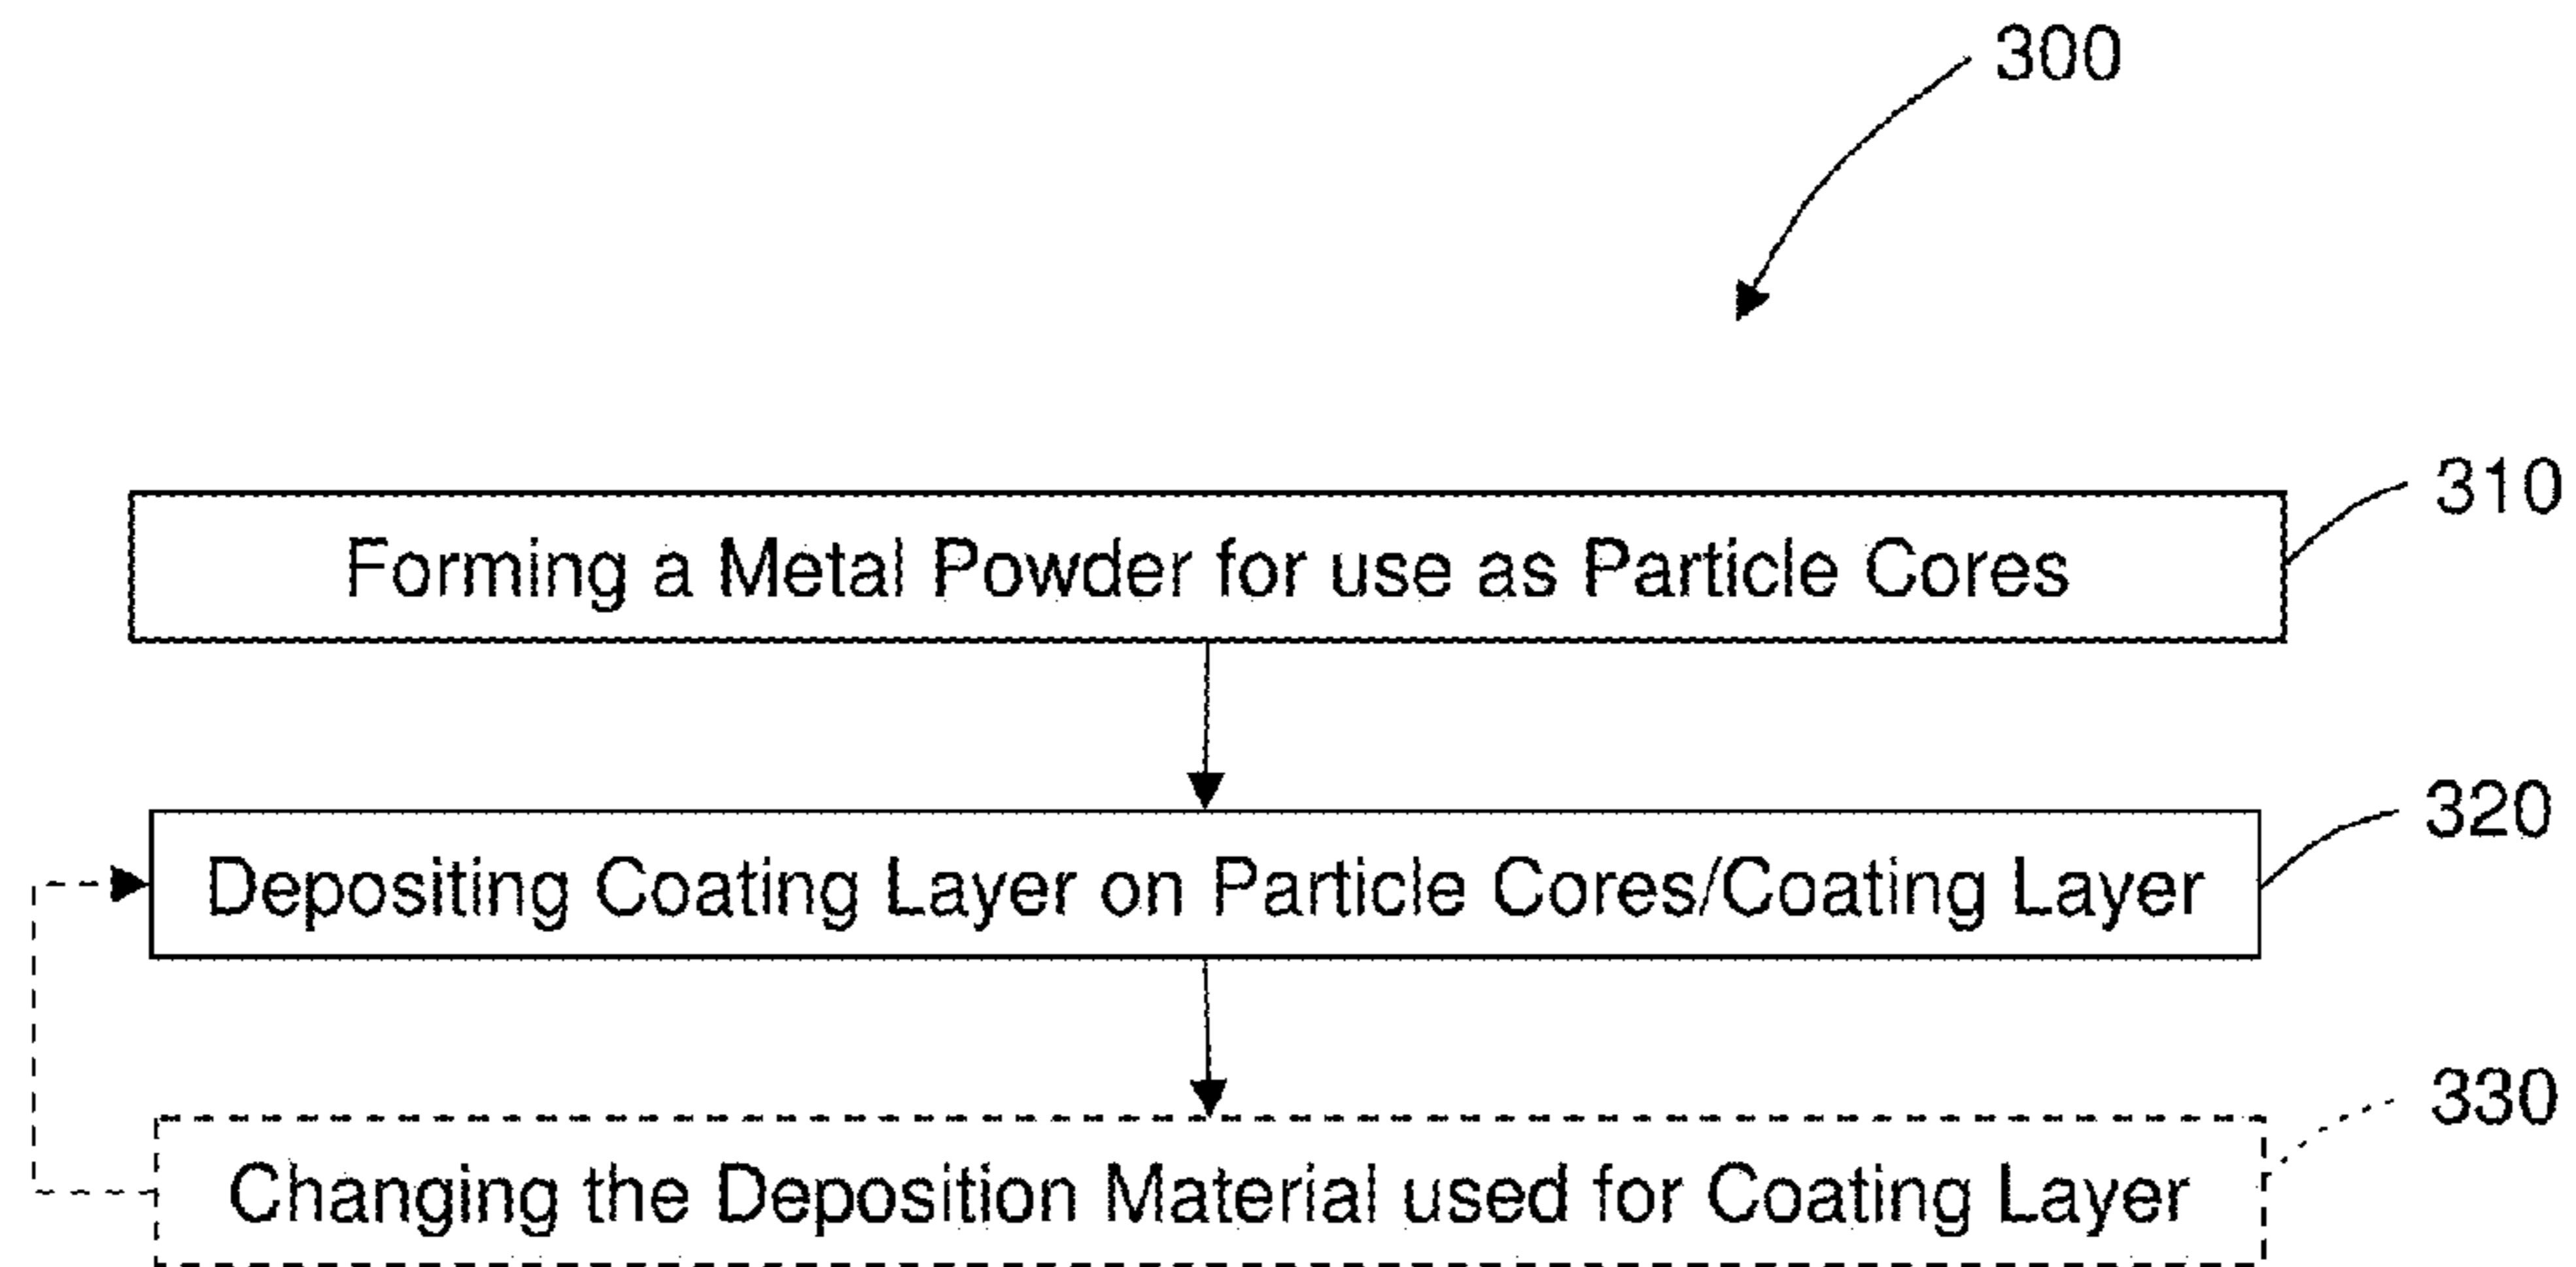 300
Forming a Metal Powder for use as Particle Cores
310
Depositing Coating Layer on Particle Cores/Coating Layer
320
Changing the Deposition Material used for Coating Layer
330